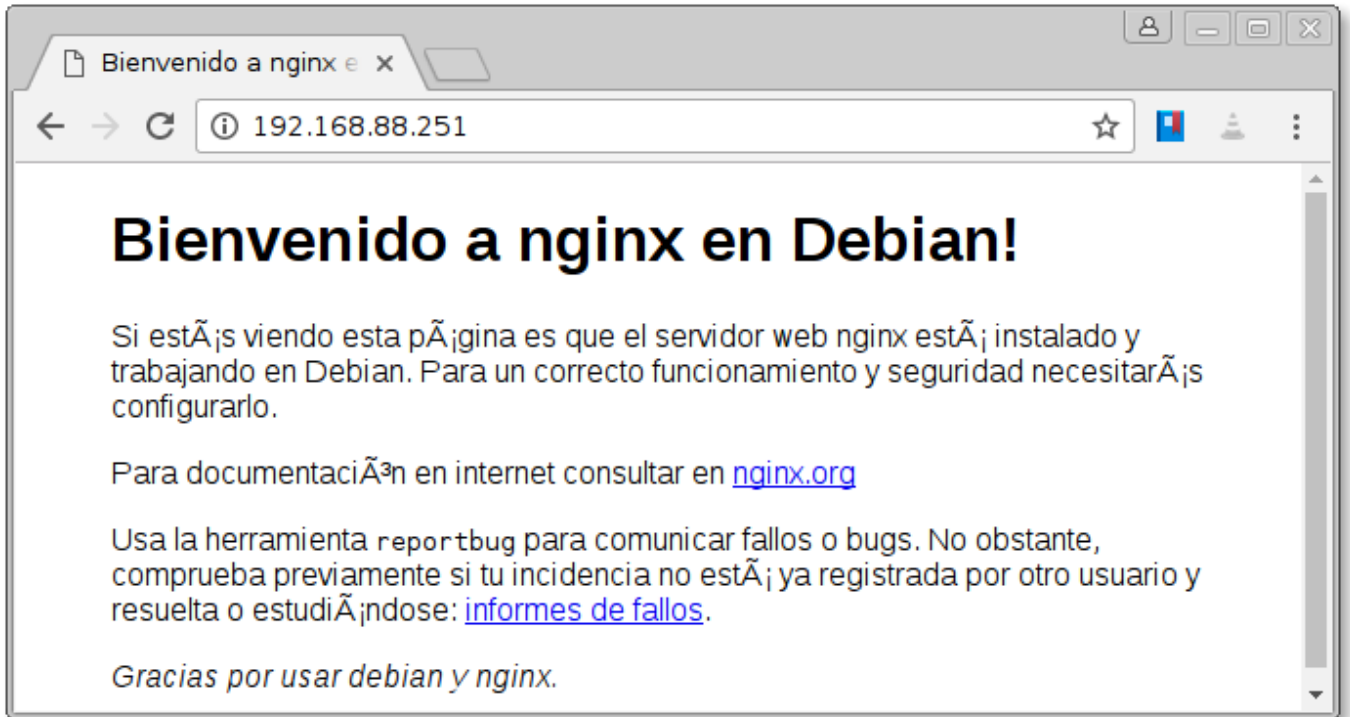 Bienvenido a nginx e
192.168.88.251
Bienvenido a nginx en Debian!
Si estÃ¡s viendo esta pÃ¡gina es que el servidor web nginx estÃ¡ instalado y
trabajando en Debian. Para un correcto funcionamiento y seguridad necesitarÃ¡s
configurarlo.
Para documentaciÃ³n en internet consultar en nginx.org
Usa la herramienta reportbug para comunicar fallos o bugs. No obstante,
comprueba previamente si tu incidencia no estÃ¡ ya registrada por otro usuario y
resuelta o estudiÃ¡ndose: informes de fallos.
Gracias por usar debian y nginx.